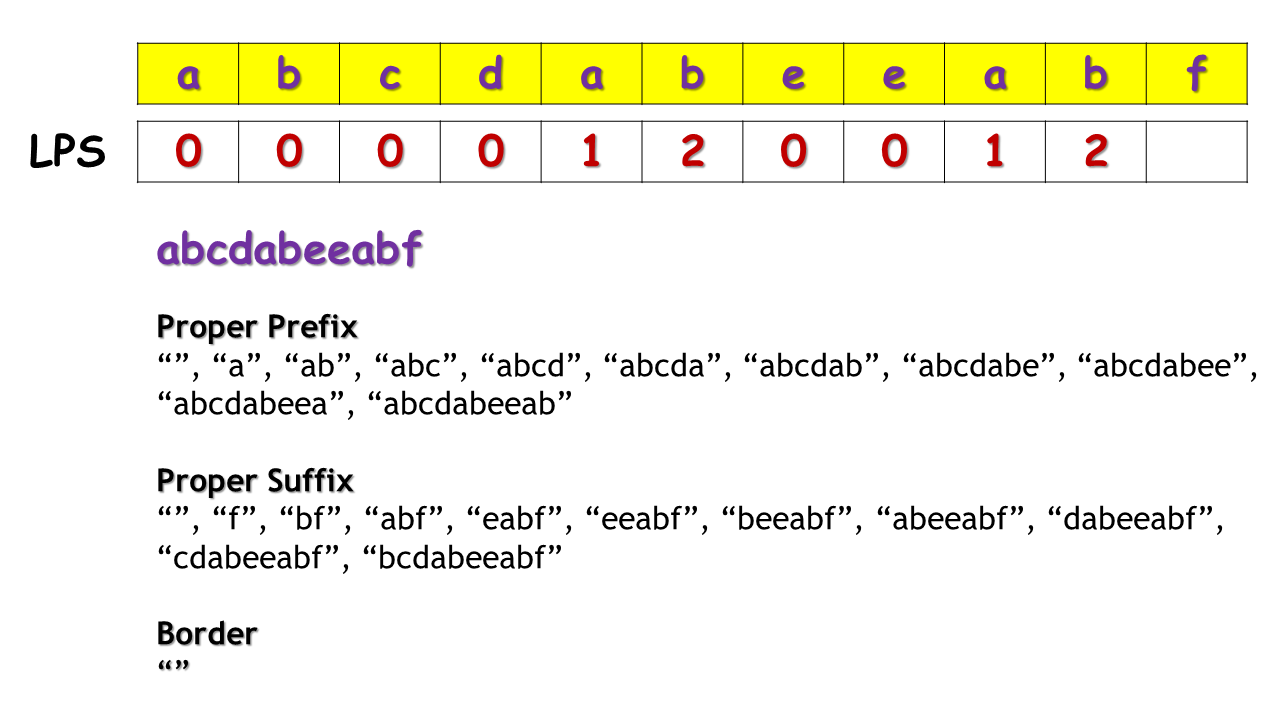 a b c d a b e e a b f
LPS 0 0 0 0 1 2 0 0 1 2
abcdabeeabf
Proper Prefix
“”, “a”, “ab”, “abc”, “abcd”, “abcda”, “abcdab”, “abcdabe”, “abcdabee”,
“abcdabeea”, “abcdabeeab”
Proper Suffix
“”, “f”, “bf”, “abf”, “eabf”, “eeabf”, “beeabf”, “abeeabf”, “dabeeabf”,
“cdabeeabf”, “bcdabeeabf”
Border
“”